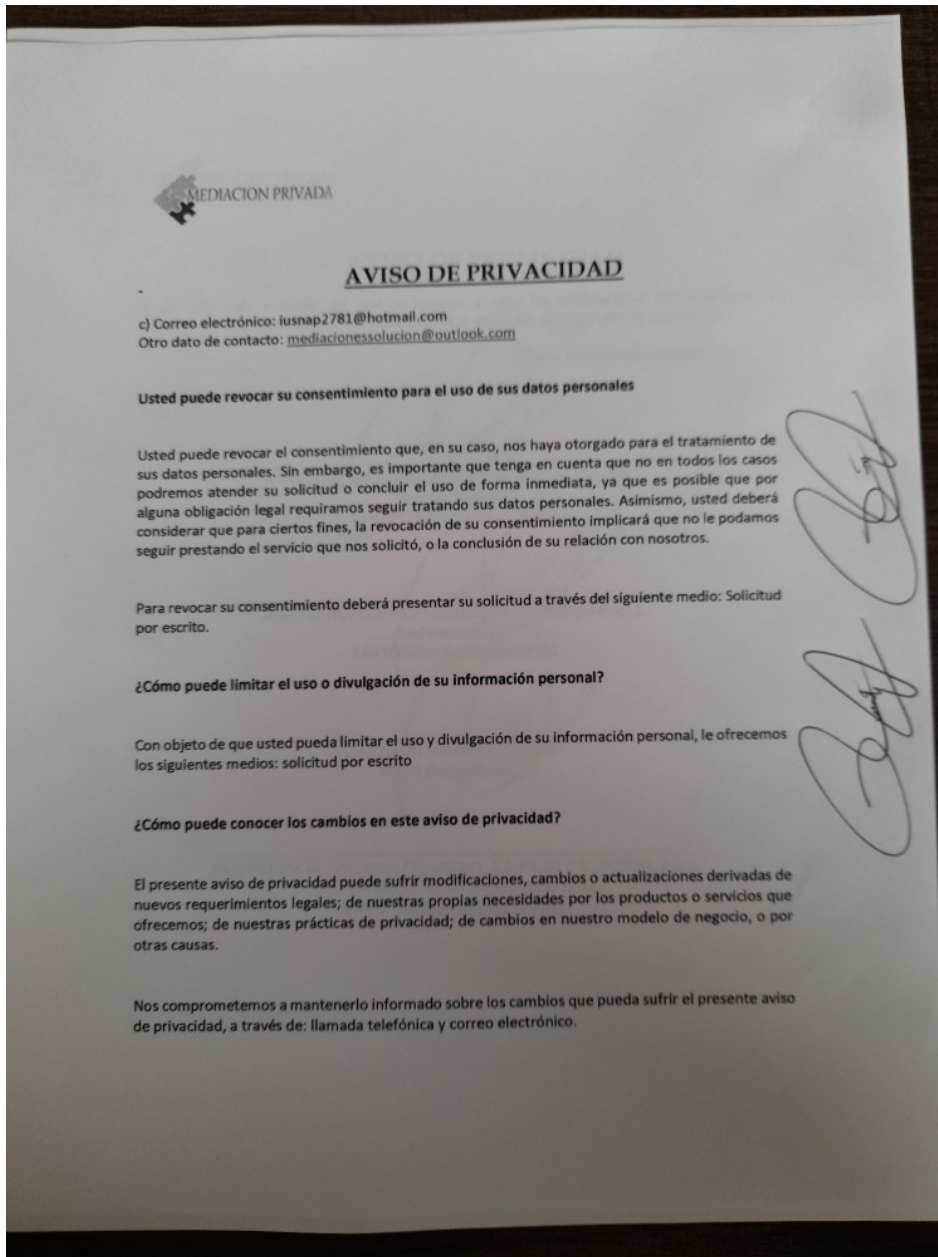 MEDIACION PRIVADA
AVISO DE PRIVACIDAD
-
c) Correo electrónico: iusnap2781@hotmail.com
Otro dato de contacto: mediacionessolucion@outlook.com
Usted puede revocar su consentimiento para el uso de sus datos personales
Usted puede revocar el consentimiento que, en su caso, nos haya otorgado para el tratamiento de
sus datos personales. Sin embargo, es importante que tenga en cuenta que no en todos los casos
podremos atender su solicitud o concluir el uso de forma inmediata, ya que es posible que por
alguna obligación legal requiramos seguir tratando sus datos personales. Asimismo, usted deberá
considerar que para ciertos fines, la revocación de su consentimiento implicará que no le podamos
seguir prestando el servicio que nos solicitó, o la conclusión de su relación con nosotros.
Para revocar su consentimiento deberá presentar su solicitud a través del siguiente medio: Solicitud
por escrito.
¿Cómo puede limitar el uso o divulgación de su información personal?
Con objeto de que usted pueda limitar el uso y divulgación de su información personal, le ofrecemos
los siguientes medios: solicitud por escrito
¿Cómo puede conocer los cambios en este aviso de privacidad?
El presente aviso de privacidad puede sufrir modificaciones, cambios o actualizaciones derivadas de
nuevos requerimientos legales; de nuestras propias necesidades por los productos o servicios que
ofrecemos; de nuestras prácticas de privacidad; de cambios en nuestro modelo de negocio, o por
otras causas.
Nos comprometemos a mantenerlo informado sobre los cambios que pueda sufrir el presente aviso
de privacidad, a través de: llamada telefónica y correo electrónico.